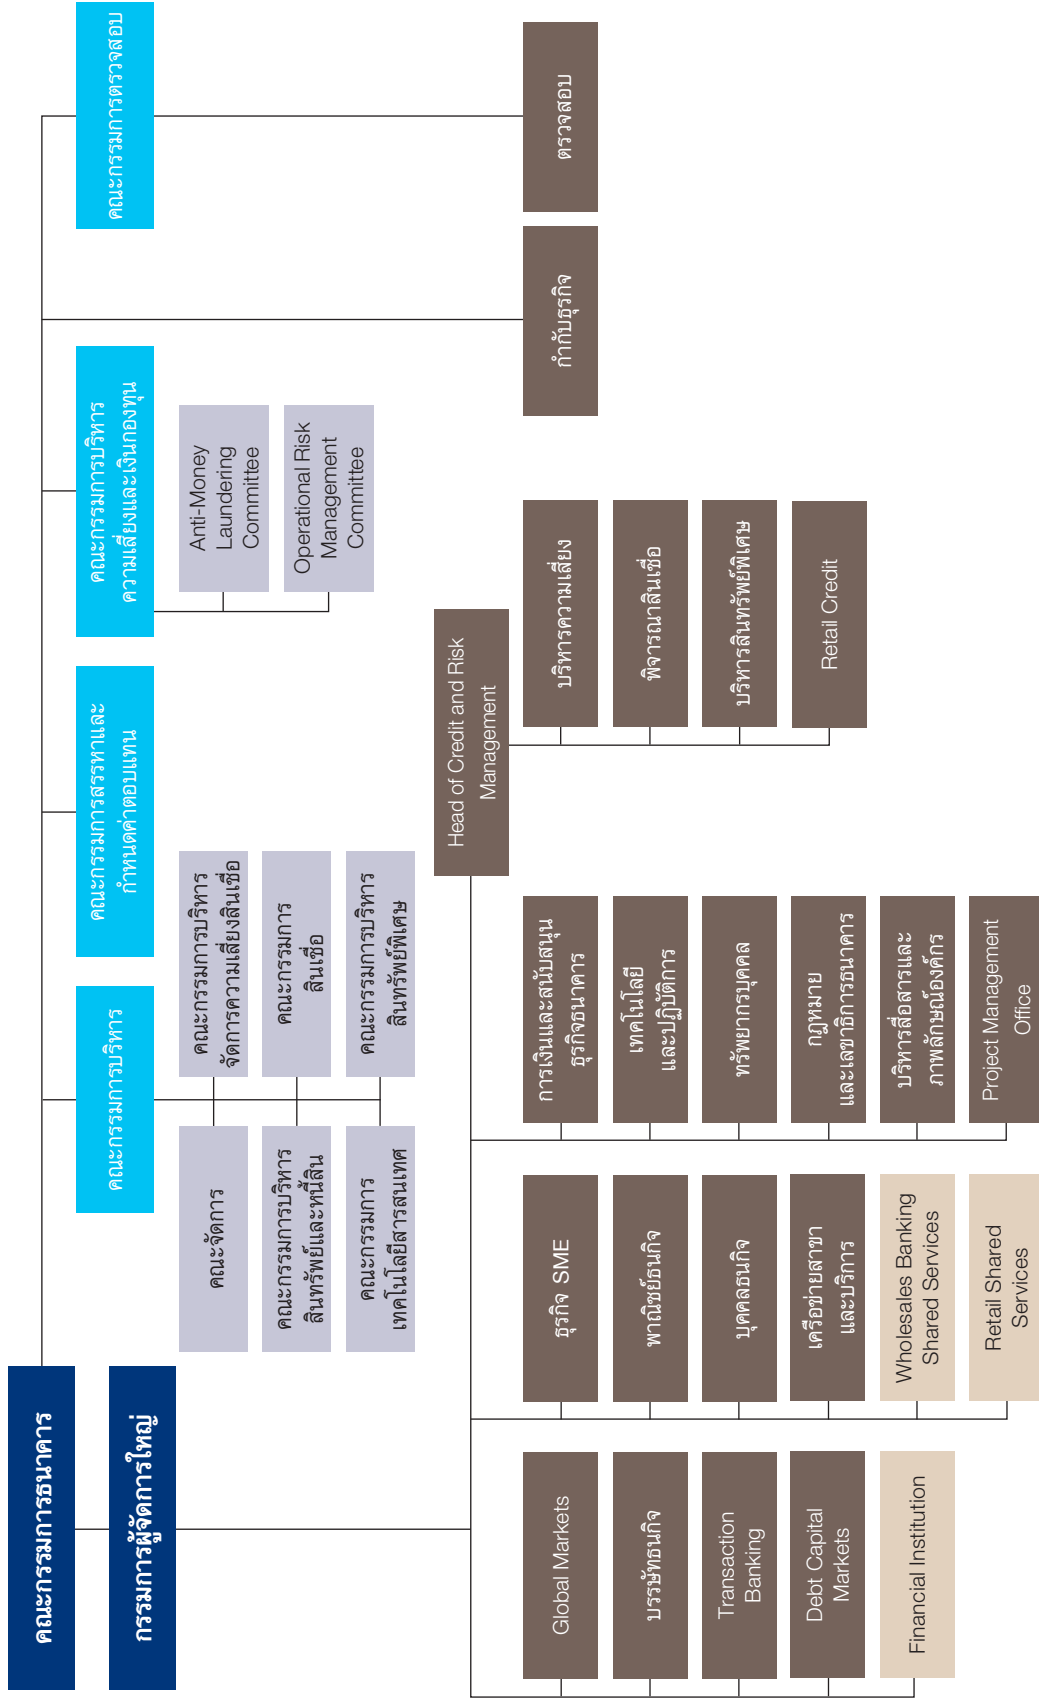 คณะกรรมการธนาคาร
กรรมการผู้จัดการใหญ่
คณะกรรมการบริหาร
คณะกรรมการสรรหาและ
กำหนดค่าตอบแทน
คณะกรรมการบริหาร
ความเสี่ยงและเงินกองทุน
คณะกรรมการตรวจสอบ
คณะจัดการ
คณะกรรมการบริหาร
จัดการความเสี่ยงสินเชื่อ
คณะกรรมการบริหาร
สินทรัพย์และหนี้สิน
คณะกรรมการ
สินเชื่อ
คณะกรรมการ
เทคโนโลยีสารสนเทศ
คณะกรรมการบริหาร
สินทรัพย์พิเศษ
Anti-Money
Laundering
Committee
Operational Risk
Management
Committee
Head of Credit and Risk
Management
Global Markets
บรรษัทธนกิจ
Transaction
Banking
Debt Capital
Markets
Financial Institution
ธุรกิจ SME
พาณิชย์ธนกิจ
บุคคลธนกิจ
เครือข่ายสาขา
และบริการ
Wholesales Banking
Shared Services
Retail Shared
Services
การเงินและสนับสนุน
ธุรกิจธนาคาร
เทคโนโลยี
และปฏิบัติการ
ทรัพยากรบุคคล
กฎหมาย
และเลขาธิการธนาคาร
บริหารสื่อสารและ
ภาพลักษณ์องค์กร
Project Management
Office
บริหารความเสี่ยง
พิจารณาสินเชื่อ
บริหารสินทรัพย์พิเศษ
Retail Credit
กำกับธุรกิจ
ตรวจสอบ